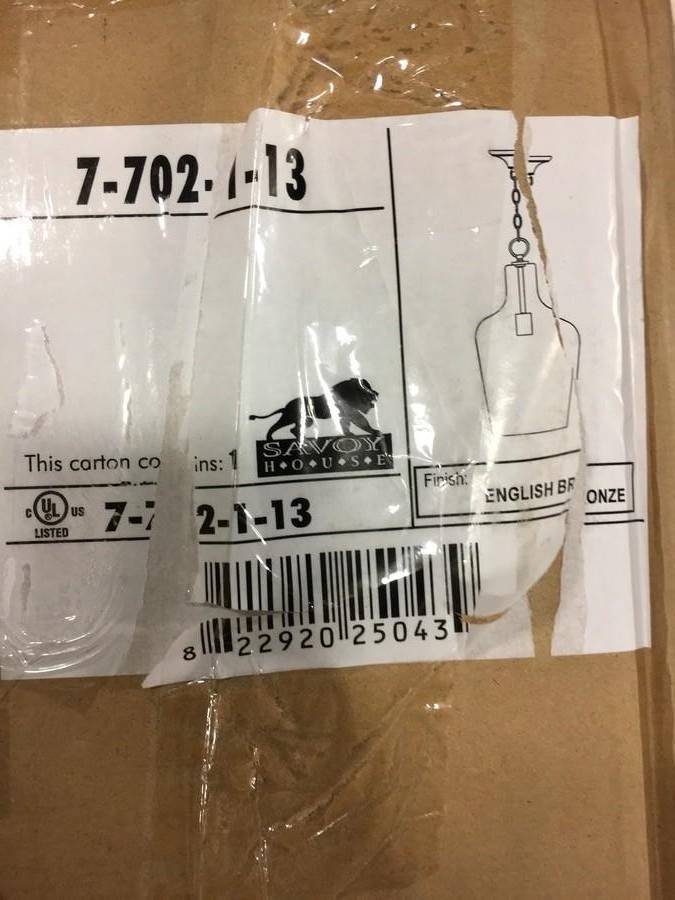 7-702-1-13
This carton co ins: 1
SAVOY
H•O•U•S•E
Finish: ENGLISH BR ONZE
C UL US LISTED
7-7 2-1-13
8 22920 25043